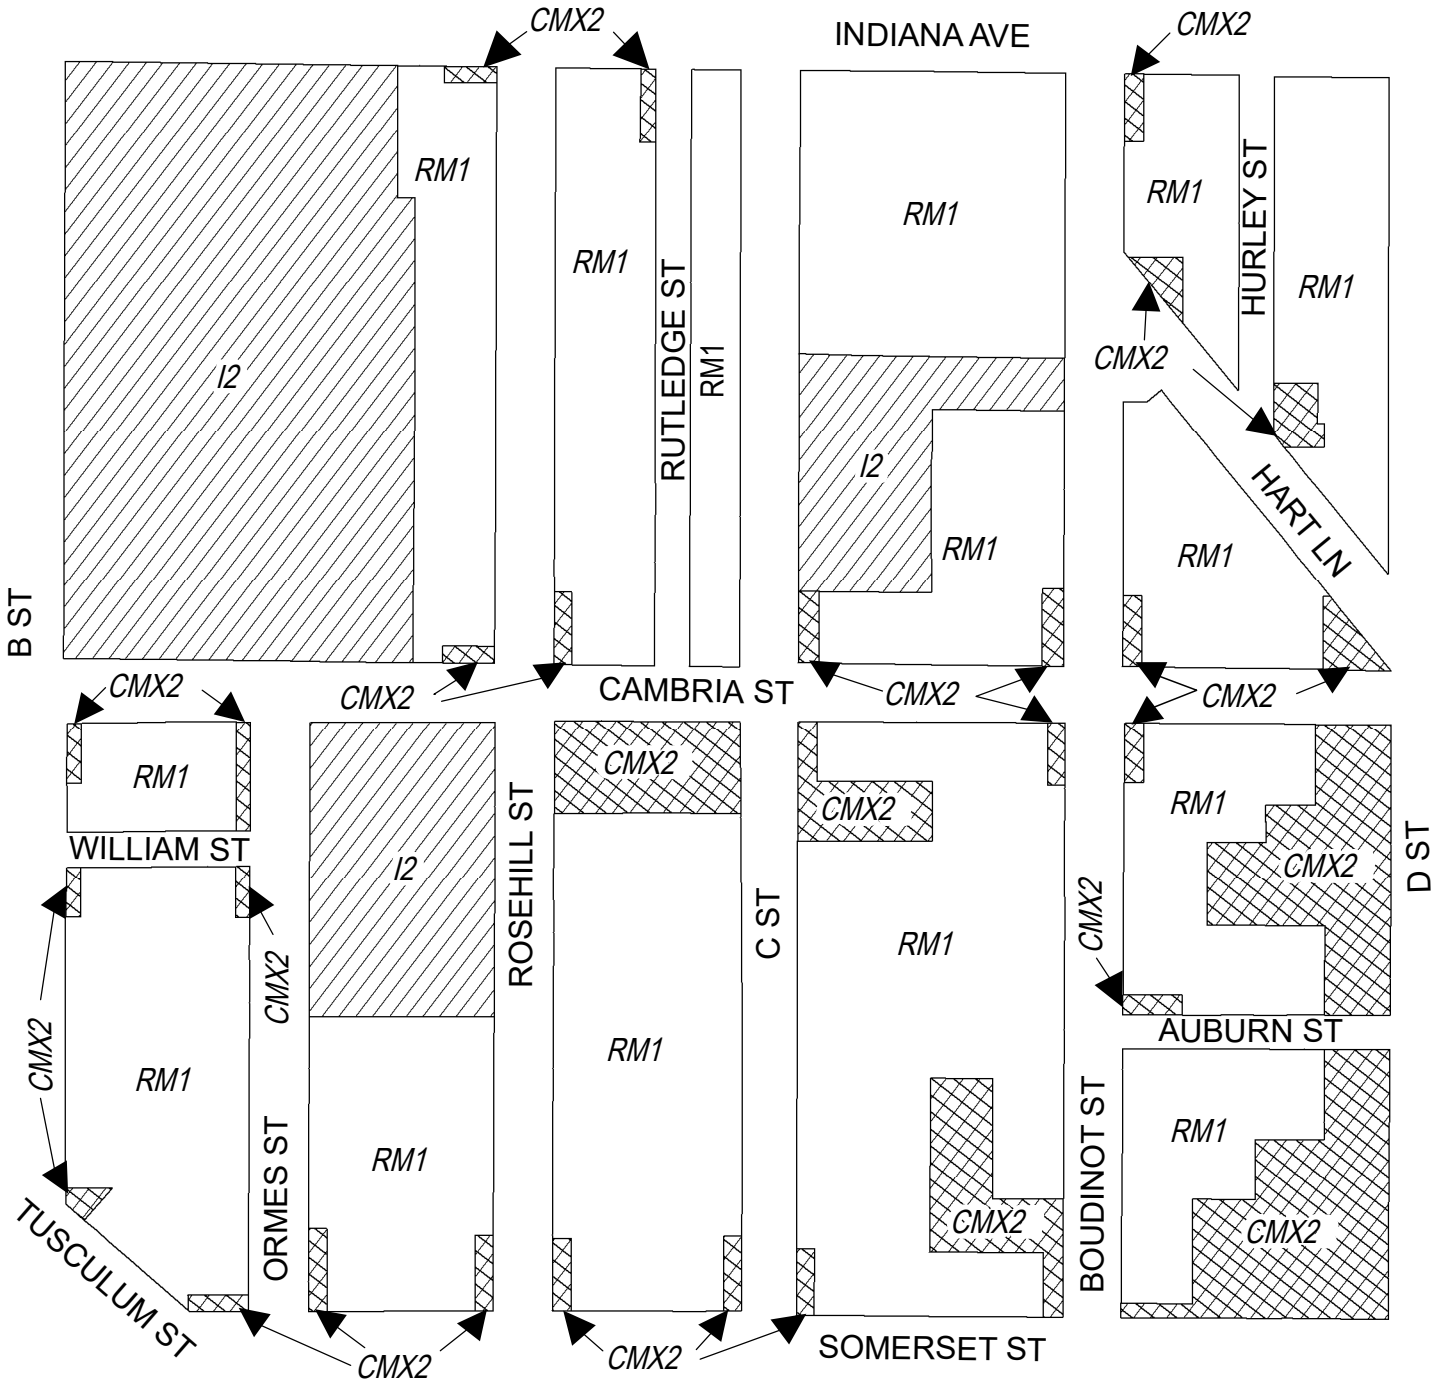 CMX2
INDIANA AVE
CMX2
RM1
RM1
RM1
RM1
HURLEY ST
RM1
RUTLEDGE ST
RM1
I2
CMX2
I2
RM1
RM1
HART LN
B ST
CMX2
CMX2
CAMBRIA ST
CMX2
CMX2
RM1
CMX2
CMX2
RM1
WILLIAM ST
I2
ROSEHILL ST
C ST
CMX2
D ST
CMX2
CMX2
RM1
CMX2
AUBURN ST
CMX2
RM1
RM1
RM1
RM1
ORMES ST
BOUDINOT ST
CMX2
CMX2
TUSCULUM ST
CMX2
CMX2
SOMERSET ST